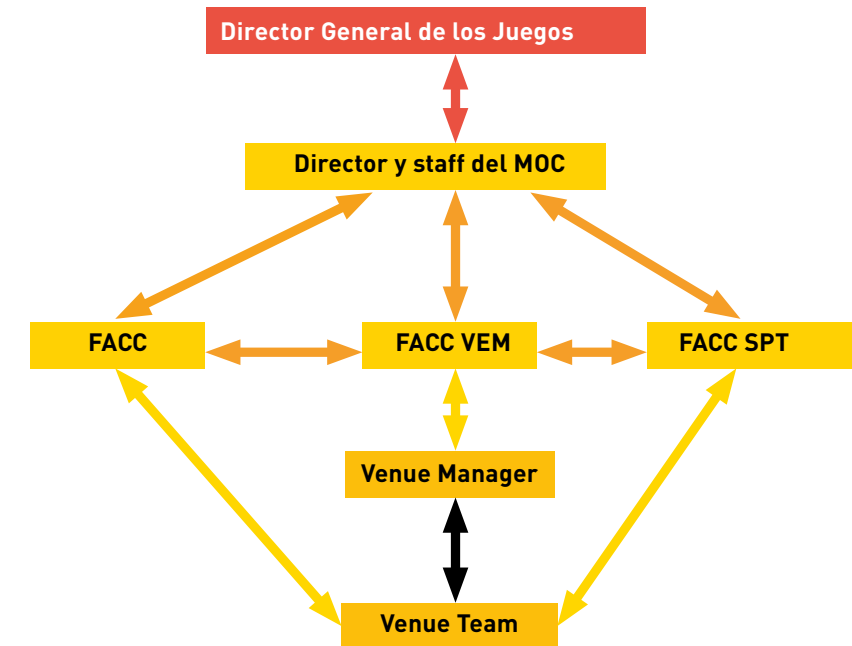 Director General de los Juegos
Director y staff del MOC
FACC
FACC VEM
FACC SPT
Venue Manager
Venue Team